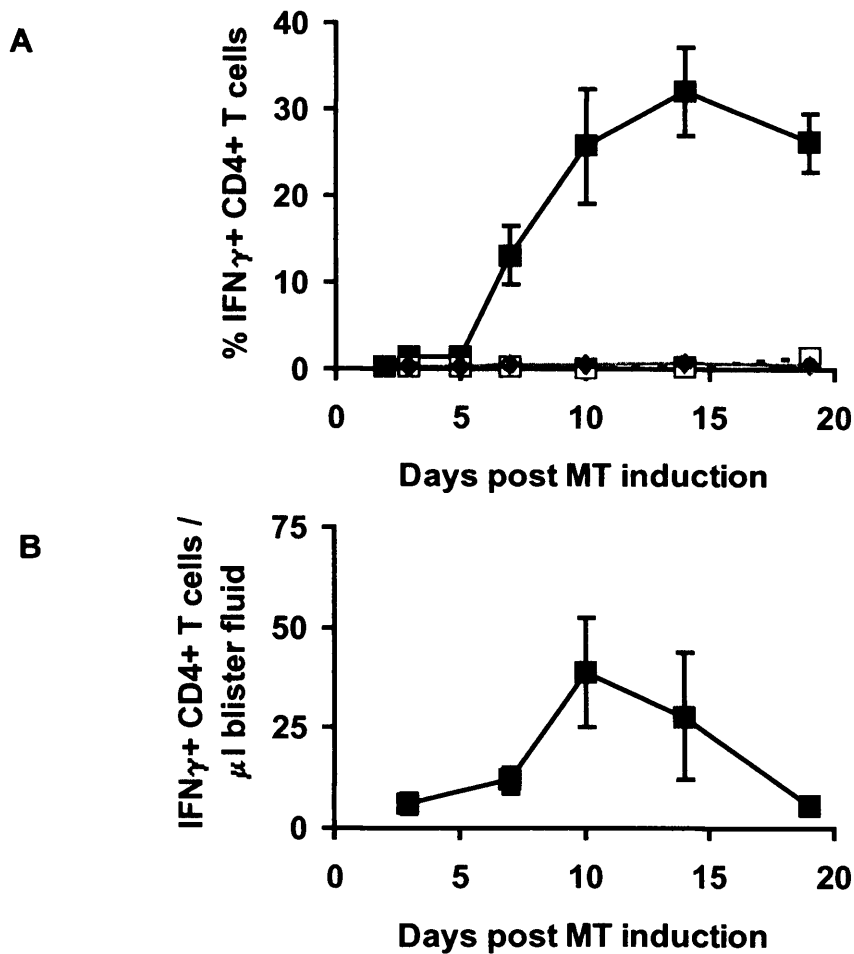 A
% IFNγ+ CD4+ T cells
40
30
20
10
0
0 5 10 15 20
Days post MT induction
B
IFNγ+ CD4+ T cells /
μl blister fluid
75
50
25
0
0 5 10 15 20
Days post MT induction